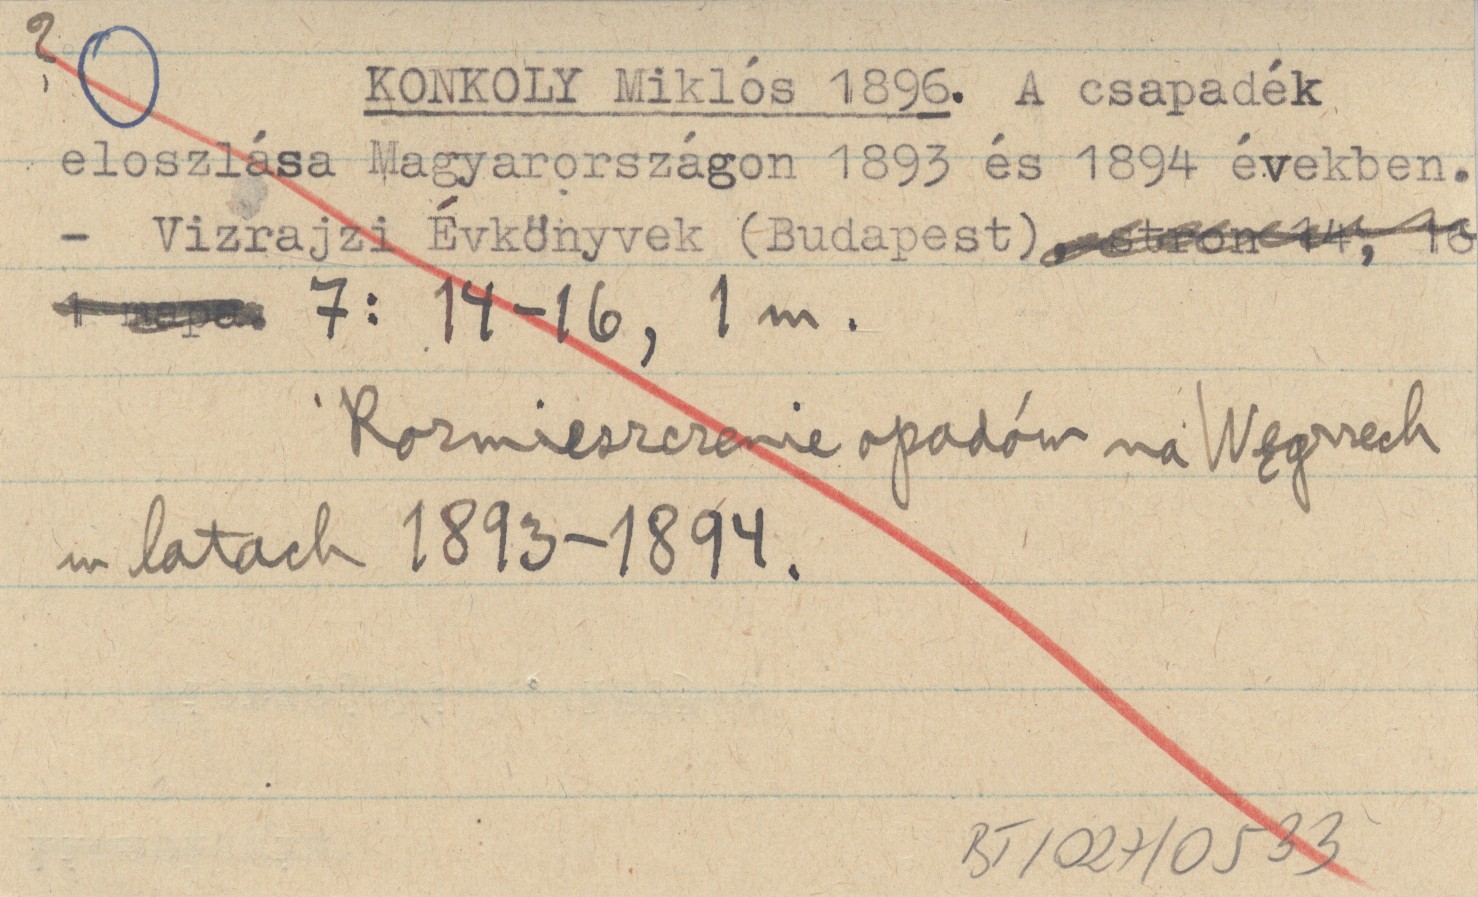 ?
KONKOLY Miklós 1896. A csapadék
eloszlása Magyarországon 1893 és 1894 években.
- Vizrajzi Évkönyvek (Budapest), stron 14, 16
1 mapa. 7: 14-16, 1 m.
Rozmieszczenie opadów na Węgrzech
w latach 1893-1894.
BT/027/0533